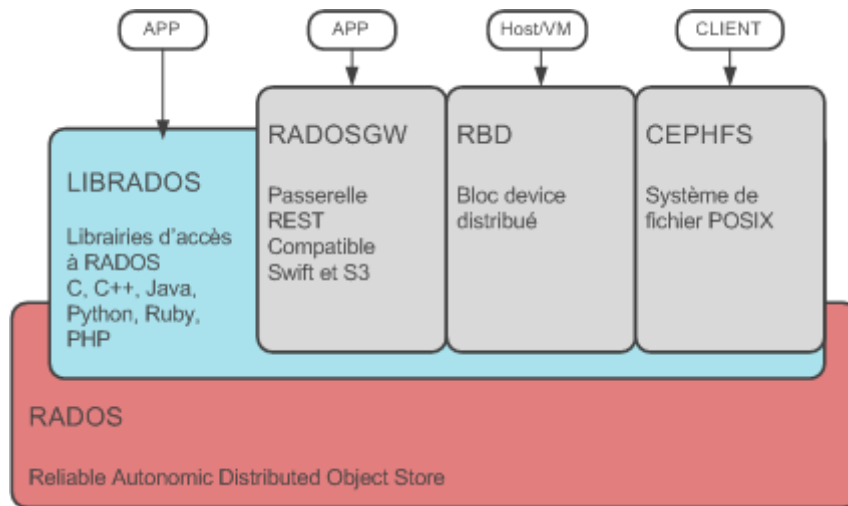 APP
APP
Host/VM
CLIENT
LIBRADOS
Librairies d'accès
à RADOS
C, C++, Java,
Python, Ruby,
PHP
RADOSGW
Passerelle
REST
Compatible
Swift et S3
RBD
Bloc device
distribué
CEPHFS
Système de
fichier POSIX
RADOS
Reliable Autonomic Distributed Object Store